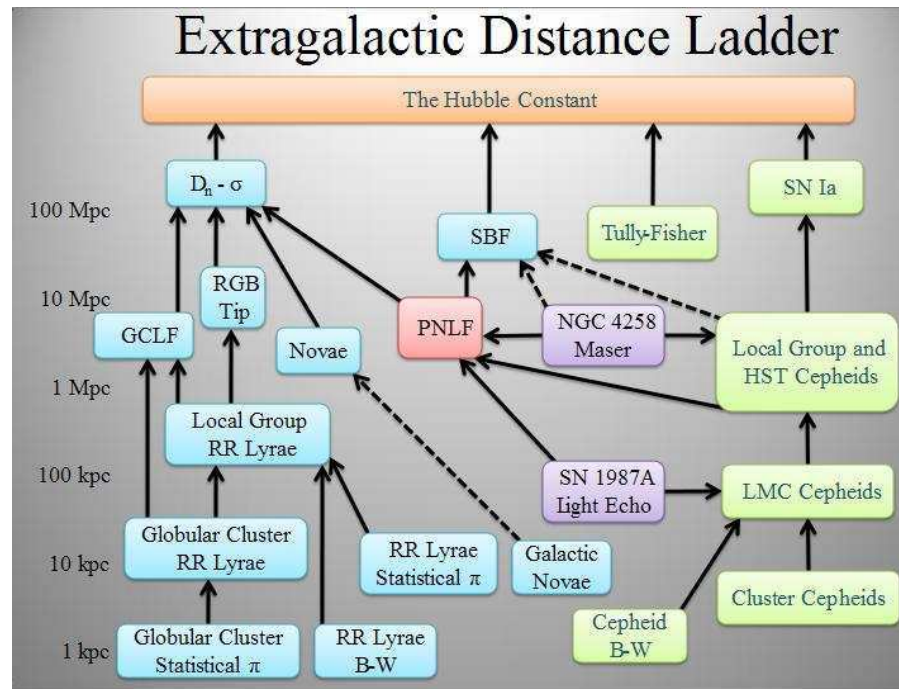 Extragalactic Distance Ladder
The Hubble Constant
Dn - σ
SN Ia
100 Mpc
SBF
Tully-Fisher
10 Mpc
RGB
Tip
GCLF
Novae
PNLF
NGC 4258
Maser
Local Group and
HST Cepheids
1 Mpc
Local Group
RR Lyrae
100 kpc
SN 1987A
Light Echo
LMC Cepheids
Globular Cluster
RR Lyrae
10 kpc
RR Lyrae
Statistical π
Galactic
Novae
Cluster Cepheids
1 kpc
Globular Cluster
Statistical π
RR Lyrae
B-W
Cepheid
B-W